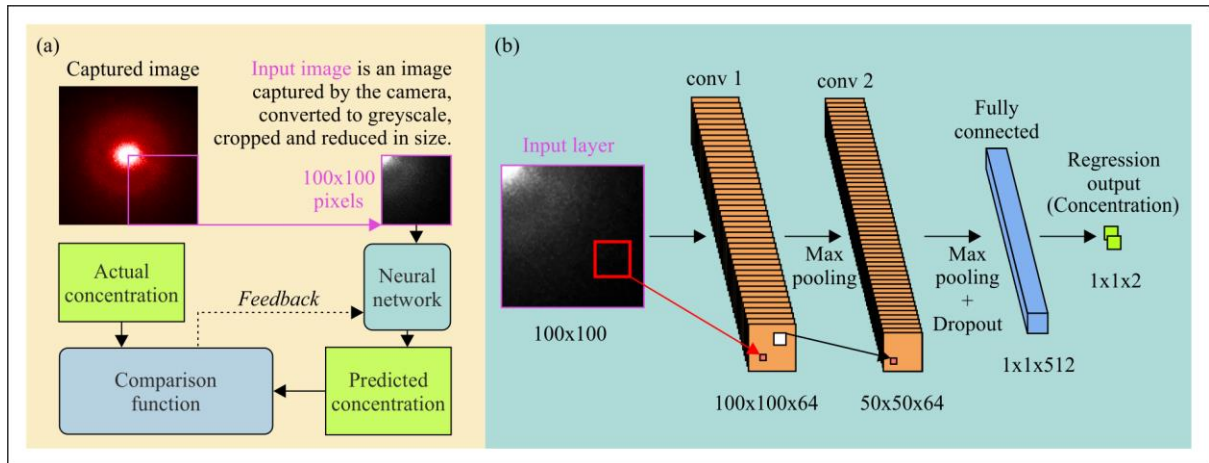 (a)
Captured image
Input image is an image
captured by the camera,
converted to greyscale,
cropped and reduced in size.
100x100
pixels
Actual
concentration
Feedback
Neural
network
Comparison
function
Predicted
concentration
(b)
Input layer
100x100
conv 1
100x100x64
Max
pooling
conv 2
50x50x64
Max
pooling
+
Dropout
Fully
connected
1x1x512
Regression
output
(Concentration)
1x1x2